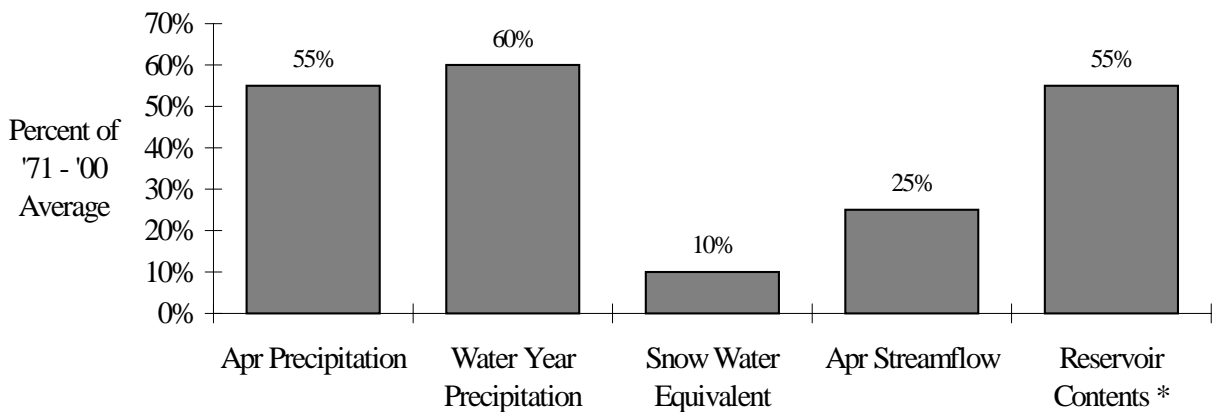 70%
60%
50%
40%
30%
20%
10%
0%
Percent of
'71 - '00
Average
55%
60%
10%
25%
55%
Apr Precipitation
Water Year
Precipitation
Snow Water
Equivalent
Apr Streamflow
Reservoir
Contents *